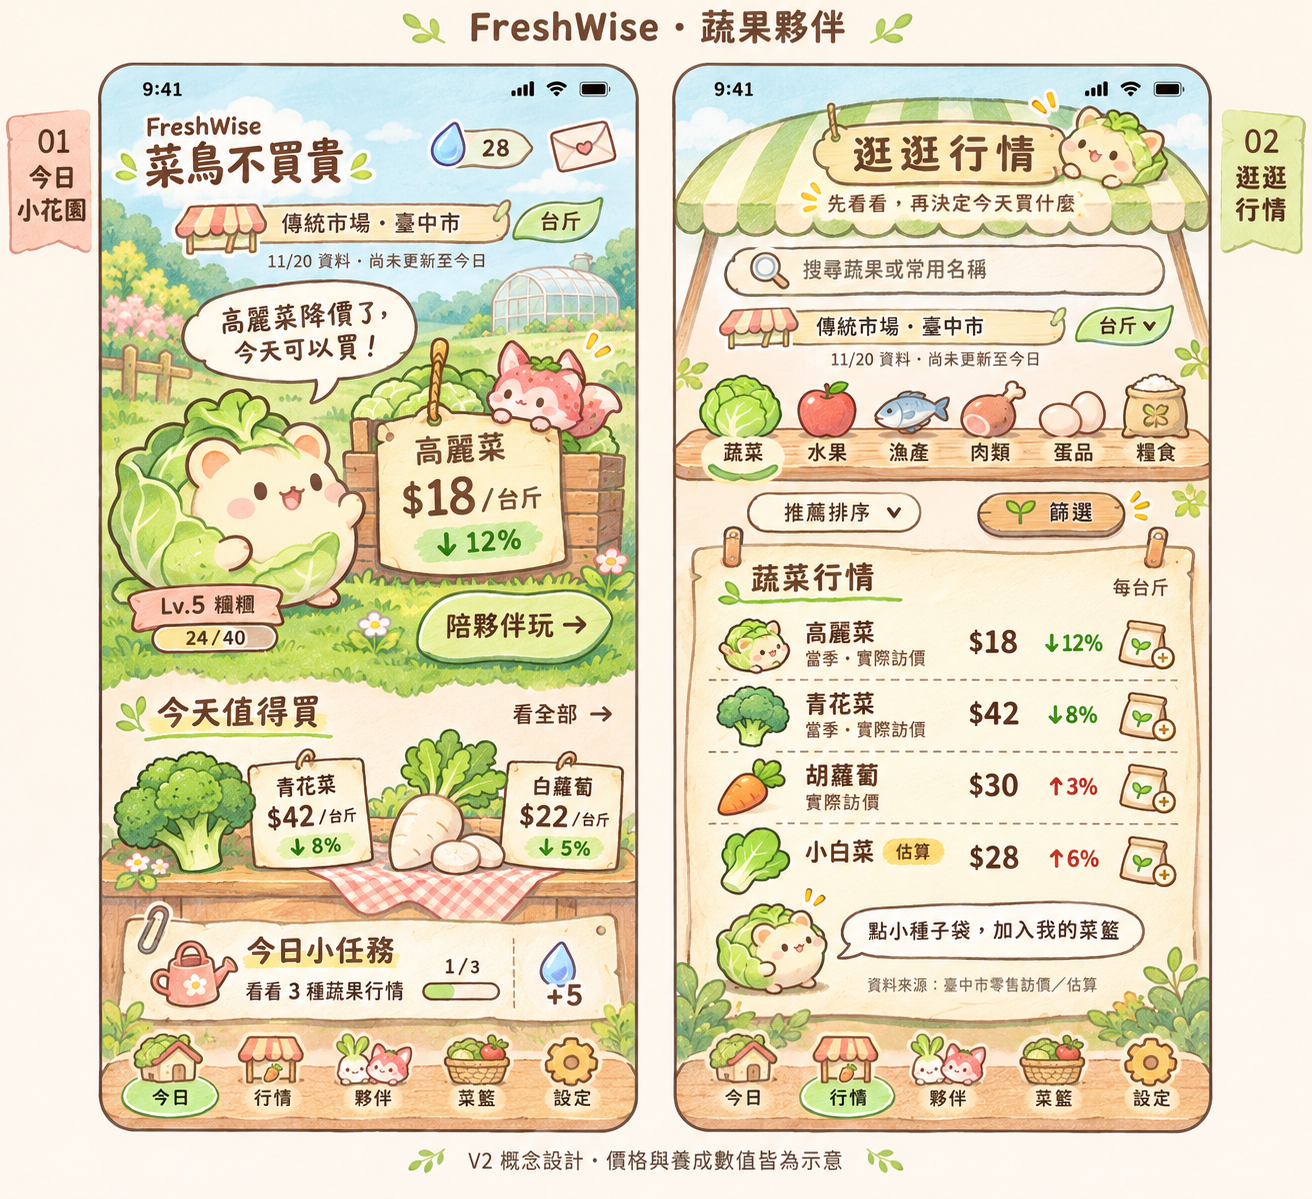 FreshWise・蔬果夥伴
01
今日
小花園
9:41
FreshWise
菜鳥不買貴
28
傳統市場・臺中市
台斤
11/20 資料・尚未更新至今日
高麗菜降價了，
今天可以買！
高麗菜
$18/台斤
↓12%
Lv.5 糰糰
24/40
陪夥伴玩→
今天值得買
看全部 →
青花菜
$42/台斤
↓8%
白蘿蔔
$22/台斤
↓5%
今日小任務
看看 3 種蔬果行情
1/3
+5
今日
行情
夥伴
菜籃
設定
02
逛逛
行情
9:41
逛逛行情
先看看，再決定今天買什麼
搜尋蔬果或常用名稱
傳統市場・臺中市
台斤
11/20 資料・尚未更新至今日
蔬菜
水果
漁產
肉類
蛋品
糧食
推薦排序
篩選
蔬菜行情
每台斤
高麗菜
當季・實際訪價
$18
↓12%
青花菜
當季・實際訪價
$42
↓8%
胡蘿蔔
實際訪價
$30
↑3%
小白菜 估算
$28
↑6%
點小種子袋，加入我的菜籃
資料來源：臺中市零售訪價／估算
今日
行情
夥伴
菜籃
設定
V2 概念設計・價格與養成數值皆為示意